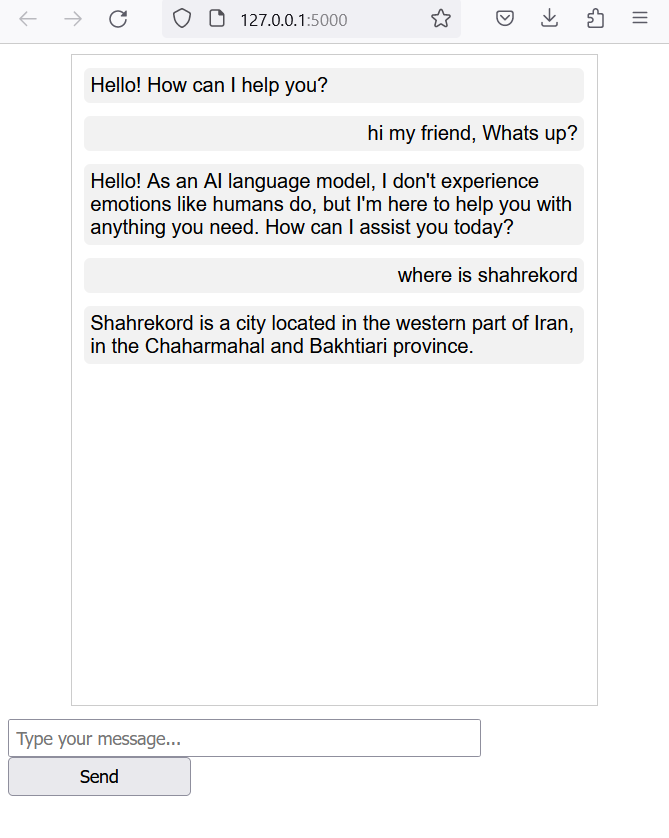 127.0.0.1:5000
Hello! How can I help you?
hi my friend, Whats up?
Hello! As an AI language model, I don't experience
emotions like humans do, but I'm here to help you with
anything you need. How can I assist you today?
where is shahrekord
Shahrekord is a city located in the western part of Iran,
in the Chaharmahal and Bakhtiari province.
Type your message...
Send